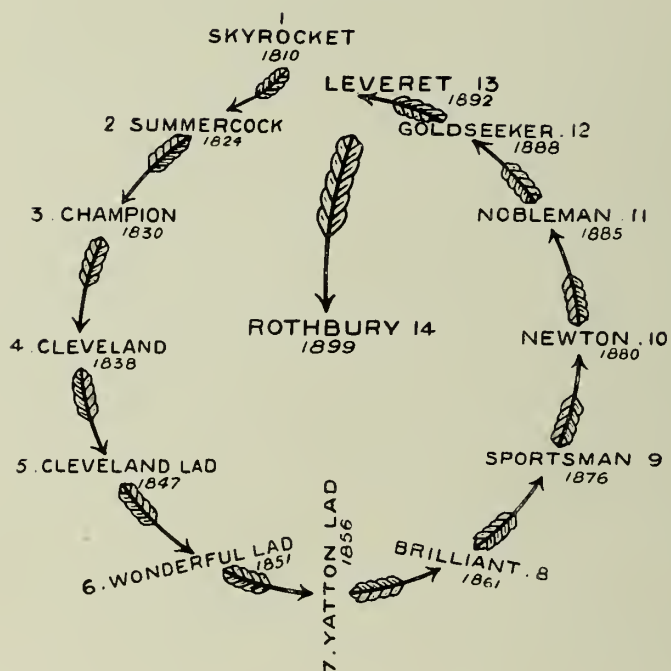 1
SKYROCKET
1810
2 SUMMERCOCK
1824
3. CHAMPION
1830
4. CLEVELAND
1838
5. CLEVELAND LAD
1847
6. WONDERFUL LAD
1851
7. YATTON LAD
1856
BRILLIANT. 8
1861
SPORTSMAN 9
1876
NEWTON. 10
1880
NOBLEMAN. 11
1885
GOLDSEEKER. 12
1888
LEVERET 13
1892
ROTHBURY 14
1899